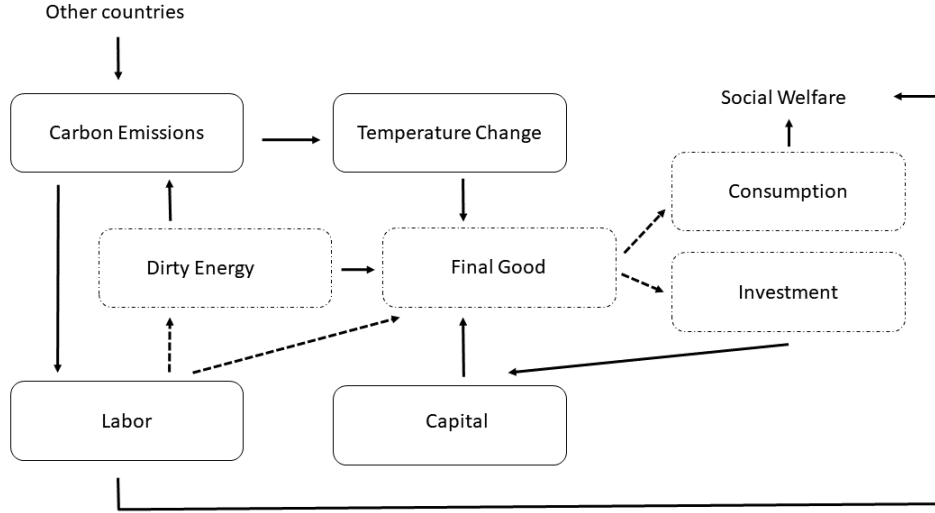 Other countries
Carbon Emissions
Temperature Change
Social Welfare
Consumption
Dirty Energy
Final Good
Investment
Labor
Capital